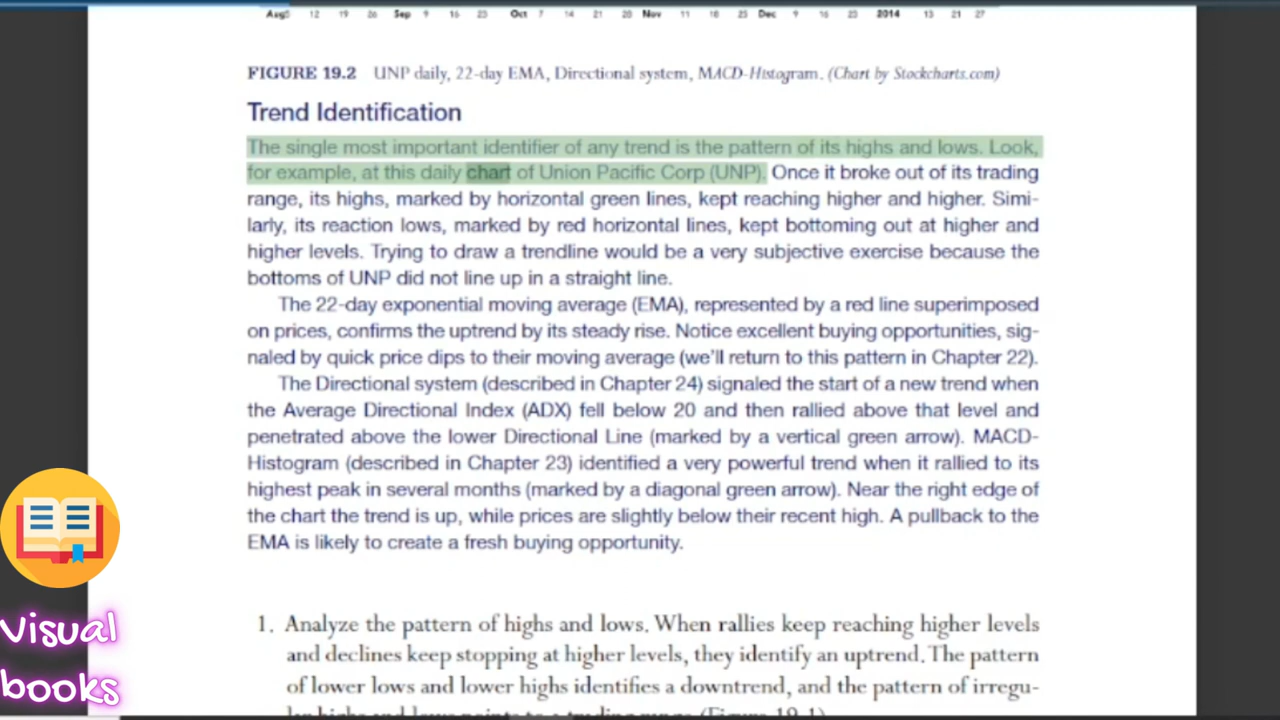 Aug5 12 19 26 Sep 9 16 23 Oct 7 14 21 28 Nov 11 18 25 Dec 9 16 23 2014 13 21 27
FIGURE 19.2 UNP daily, 22-day EMA, Directional system, MACD-Histogram. (Chart by Stockcharts.com)
Trend Identification
The single most important identifier of any trend is the pattern of its highs and lows. Look,
for example, at this daily chart of Union Pacific Corp (UNP). Once it broke out of its trading
range, its highs, marked by horizontal green lines, kept reaching higher and higher. Simi-
larly, its reaction lows, marked by red horizontal lines, kept bottoming out at higher and
higher levels. Trying to draw a trendline would be a very subjective exercise because the
bottoms of UNP did not line up in a straight line.
The 22-day exponential moving average (EMA), represented by a red line superimposed
on prices, confirms the uptrend by its steady rise. Notice excellent buying opportunities, sig-
naled by quick price dips to their moving average (we'll return to this pattern in Chapter 22).
The Directional system (described in Chapter 24) signaled the start of a new trend when
the Average Directional Index (ADX) fell below 20 and then rallied above that level and
penetrated above the lower Directional Line (marked by a vertical green arrow). MACD-
Histogram (described in Chapter 23) identified a very powerful trend when it rallied to its
highest peak in several months (marked by a diagonal green arrow). Near the right edge of
the chart the trend is up, while prices are slightly below their recent high. A pullback to the
EMA is likely to create a fresh buying opportunity.
1. Analyze the pattern of highs and lows. When rallies keep reaching higher levels
and declines keep stopping at higher levels, they identify an uptrend. The pattern
of lower lows and lower highs identifies a downtrend, and the pattern of irregu-
lar highs and lows points to a trading range (Figure 19.1)
Visual
books